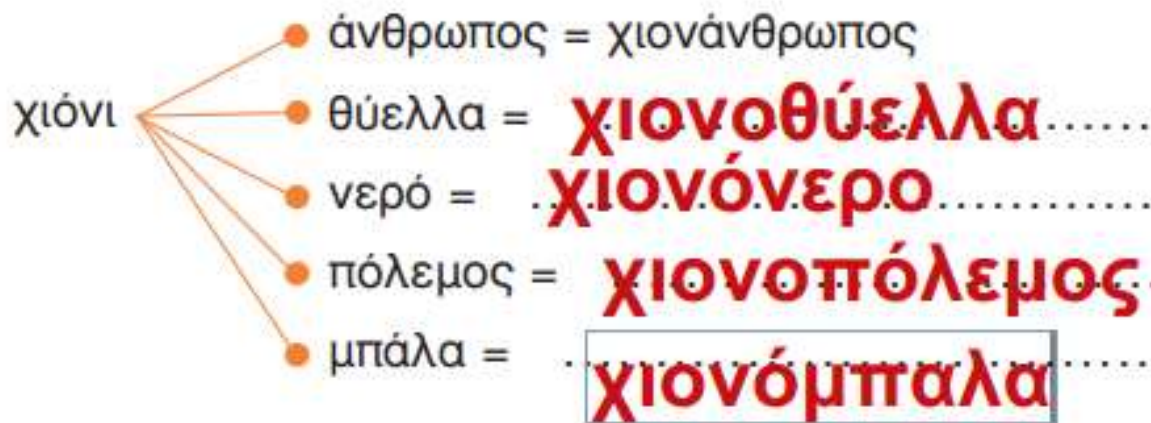 άνθρωπος = χιονάνθρωπος
χιόνι θύελλα = χιονοθύελλα
νερό = χιονόνερο
πόλεμος = χιονοπόλεμος
μπάλα = χιονόμπαλα